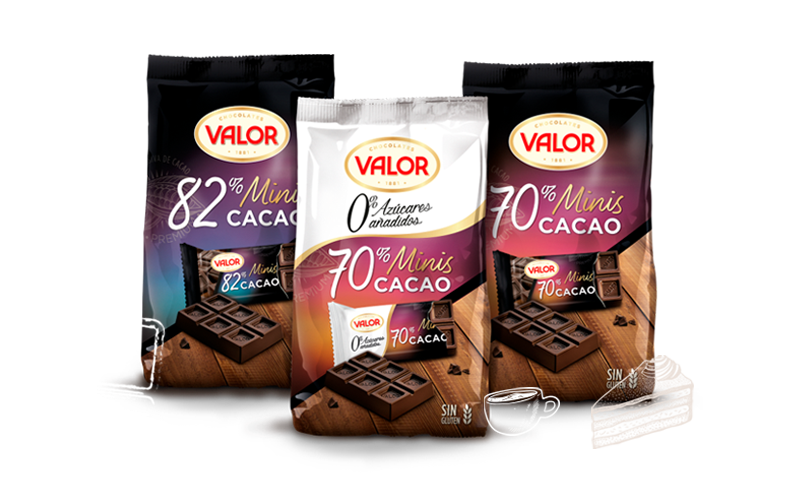 CHOCOLATES
VALOR
1881
82% Minis
CACAO
VALOR
82% Minis
CACAO
CHOCOLATES
VALOR
1881
0% Azúcares
añadidos
70% Minis
CACAO
VALOR
0% Azúcares
añadidos
70% Mini
CACAO
SIN
GLUTEN
CHOCOLATES
VALOR
1881
70% Minis
CACAO
VALOR
70% Minis
CACAO
SIN
GLUTEN